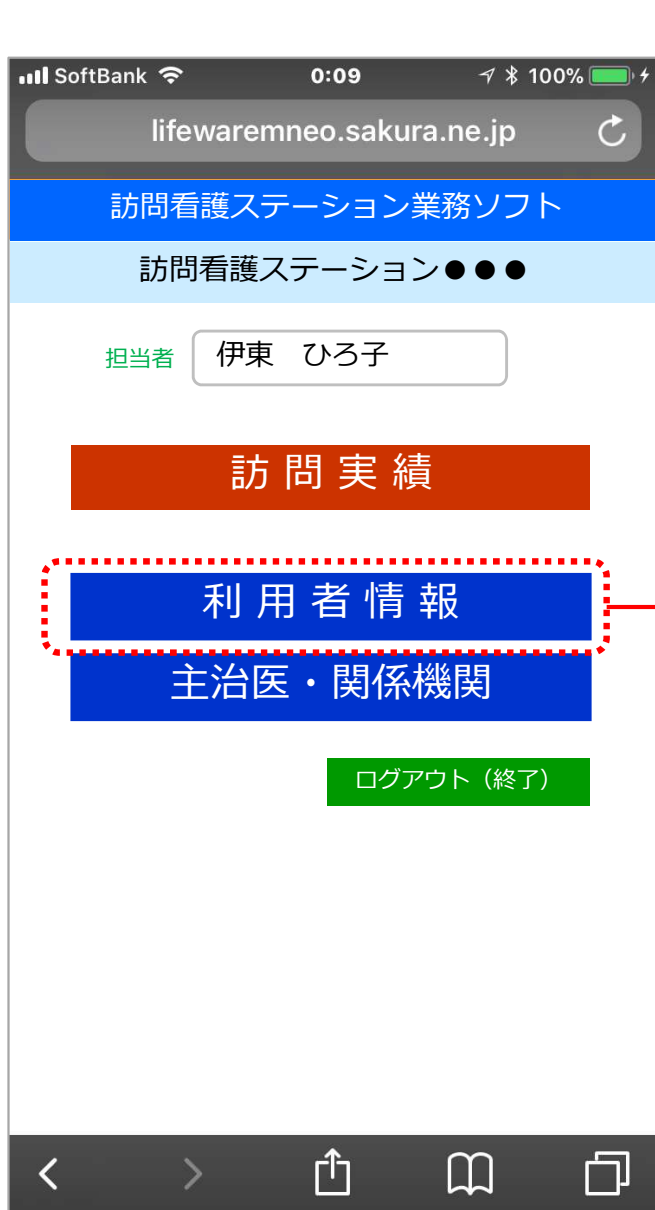 SoftBank 0:09 100%
lifewaremneo.sakura.ne.jp
訪問看護ステーション業務ソフト
訪問看護ステーション●●●
担当者 伊東　ひろ子
訪問実績
利用者情報
主治医・関係機関
ログアウト（終了）